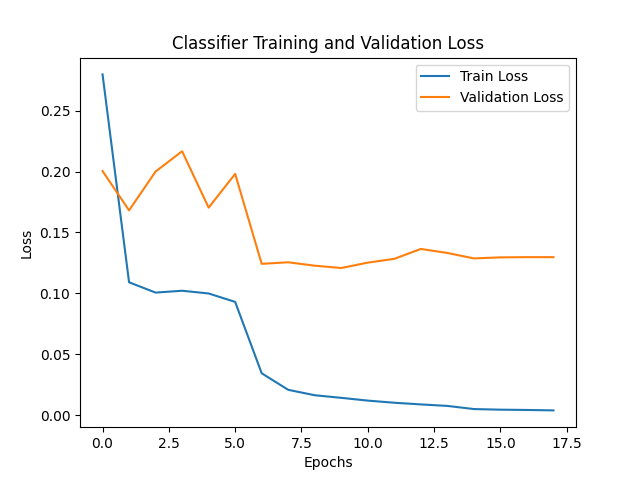 Classifier Training and Validation Loss
Train Loss
Validation Loss
0.25
0.20
0.15
0.10
0.05
0.00
Loss
0.0 2.5 5.0 7.5 10.0 12.5 15.0 17.5
Epochs